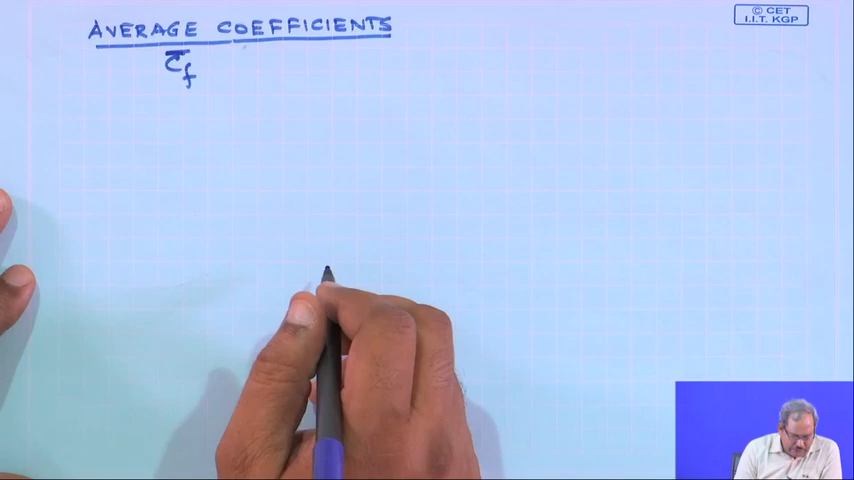 AVERAGE COEFFICIENTS
© CET
I.I.T. KGP
C̅f